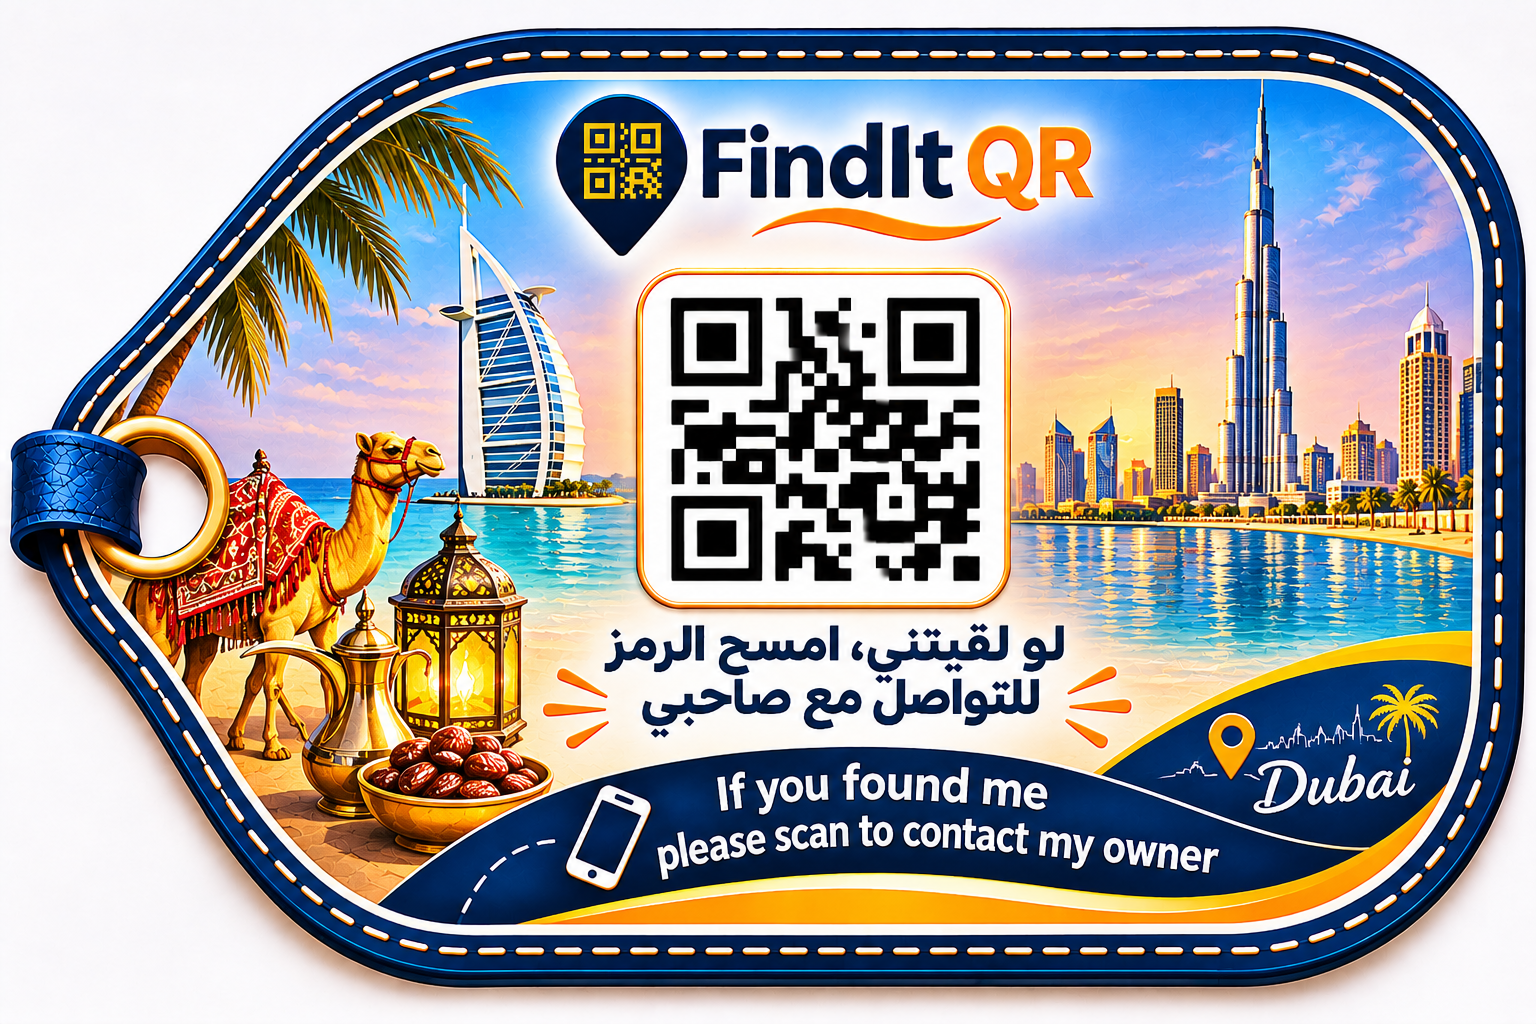 FindIt QR
لو لقيتني، امسح الرمز
للتواصل مع صاحبي
If you found me
please scan to contact my owner
Dubai